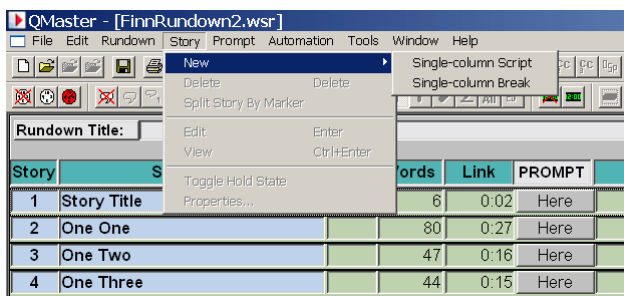 QMaster - [FinnRundown2.wsr]
File Edit Rundown Story Prompt Automation Tools Window Help
New
Single-column Script
Single-column Break
Delete Delete
Split Story By Marker
Edit Enter
View Ctrl+Enter
Toggle Hold State
Properties...
All
Rundown Title:
Story S ords Link PROMPT
1 Story Title 6 0:02 Here
2 One One 80 0:27 Here
3 One Two 47 0:16 Here
4 One Three 44 0:15 Here